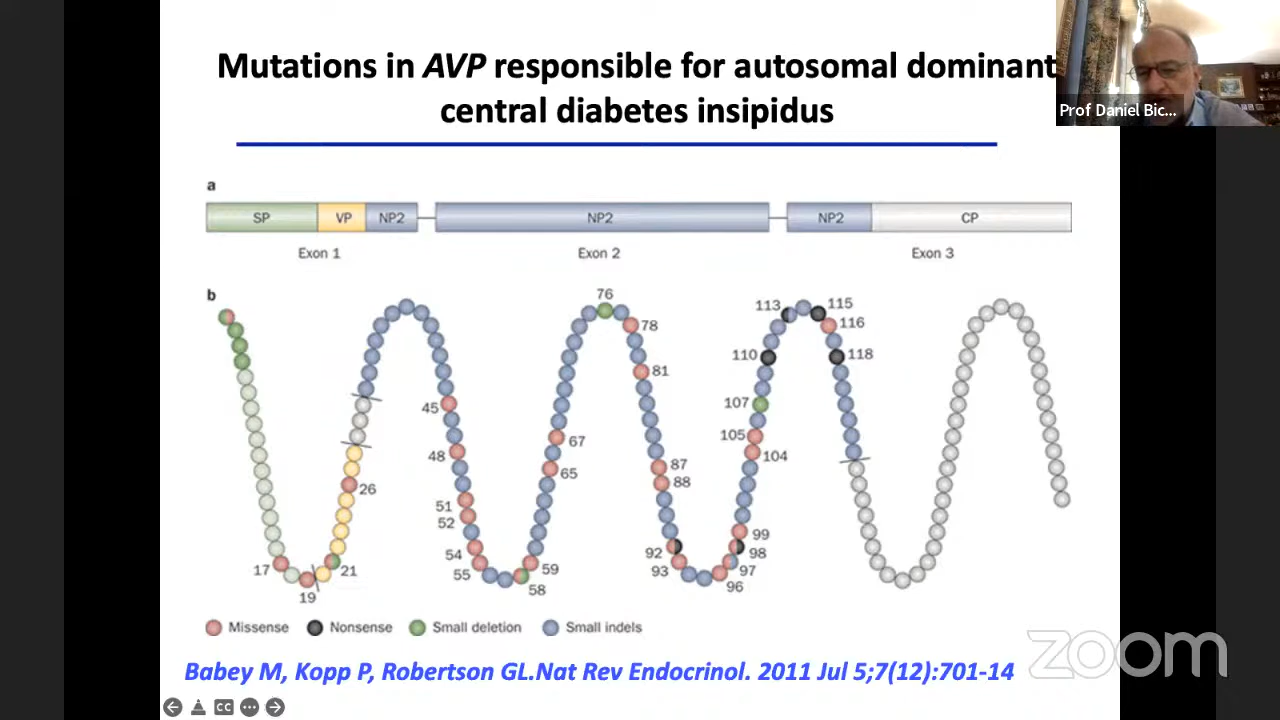 Mutations in AVP responsible for autosomal dominant
central diabetes insipidus
Prof Daniel Bic...
a
SP VP NP2 NP2 NP2 CP
Exon 1 Exon 2 Exon 3
b
76
113 115
78 116
110 118
81
45 107
67 105
48 65 104
87
26 88
51
52 99
54 92 98
17 21 55 59 93 97
58 96
19
Missense Nonsense Small deletion Small indels
zoom
Babey M, Kopp P, Robertson GL.Nat Rev Endocrinol. 2011 Jul 5;7(12):701-14
CC